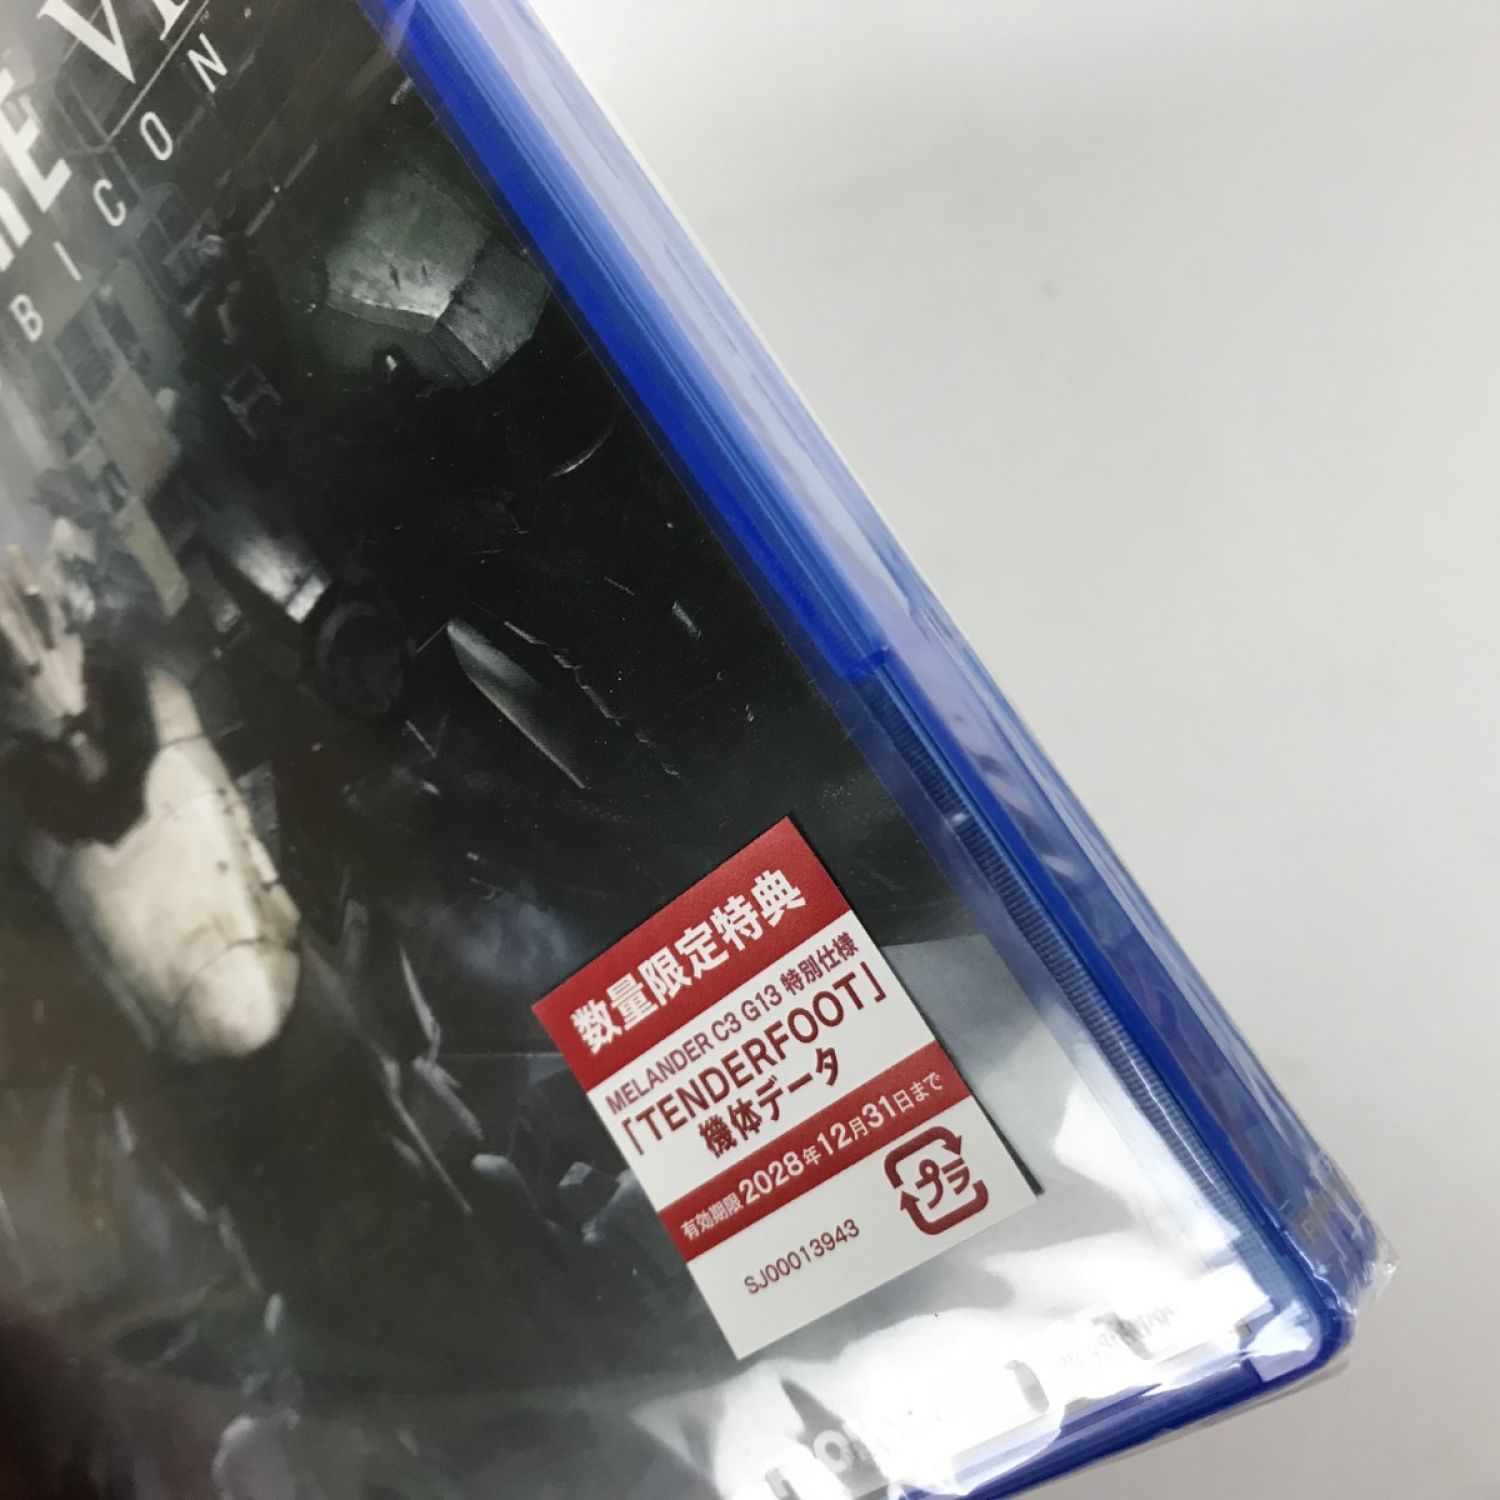 VI
BICON
数量限定特典
MELANDER C3 G13 特別仕様
「TENDERFOOT」
機体データ
有効期限 2028年12月31日まで
プラ
SJ00013943